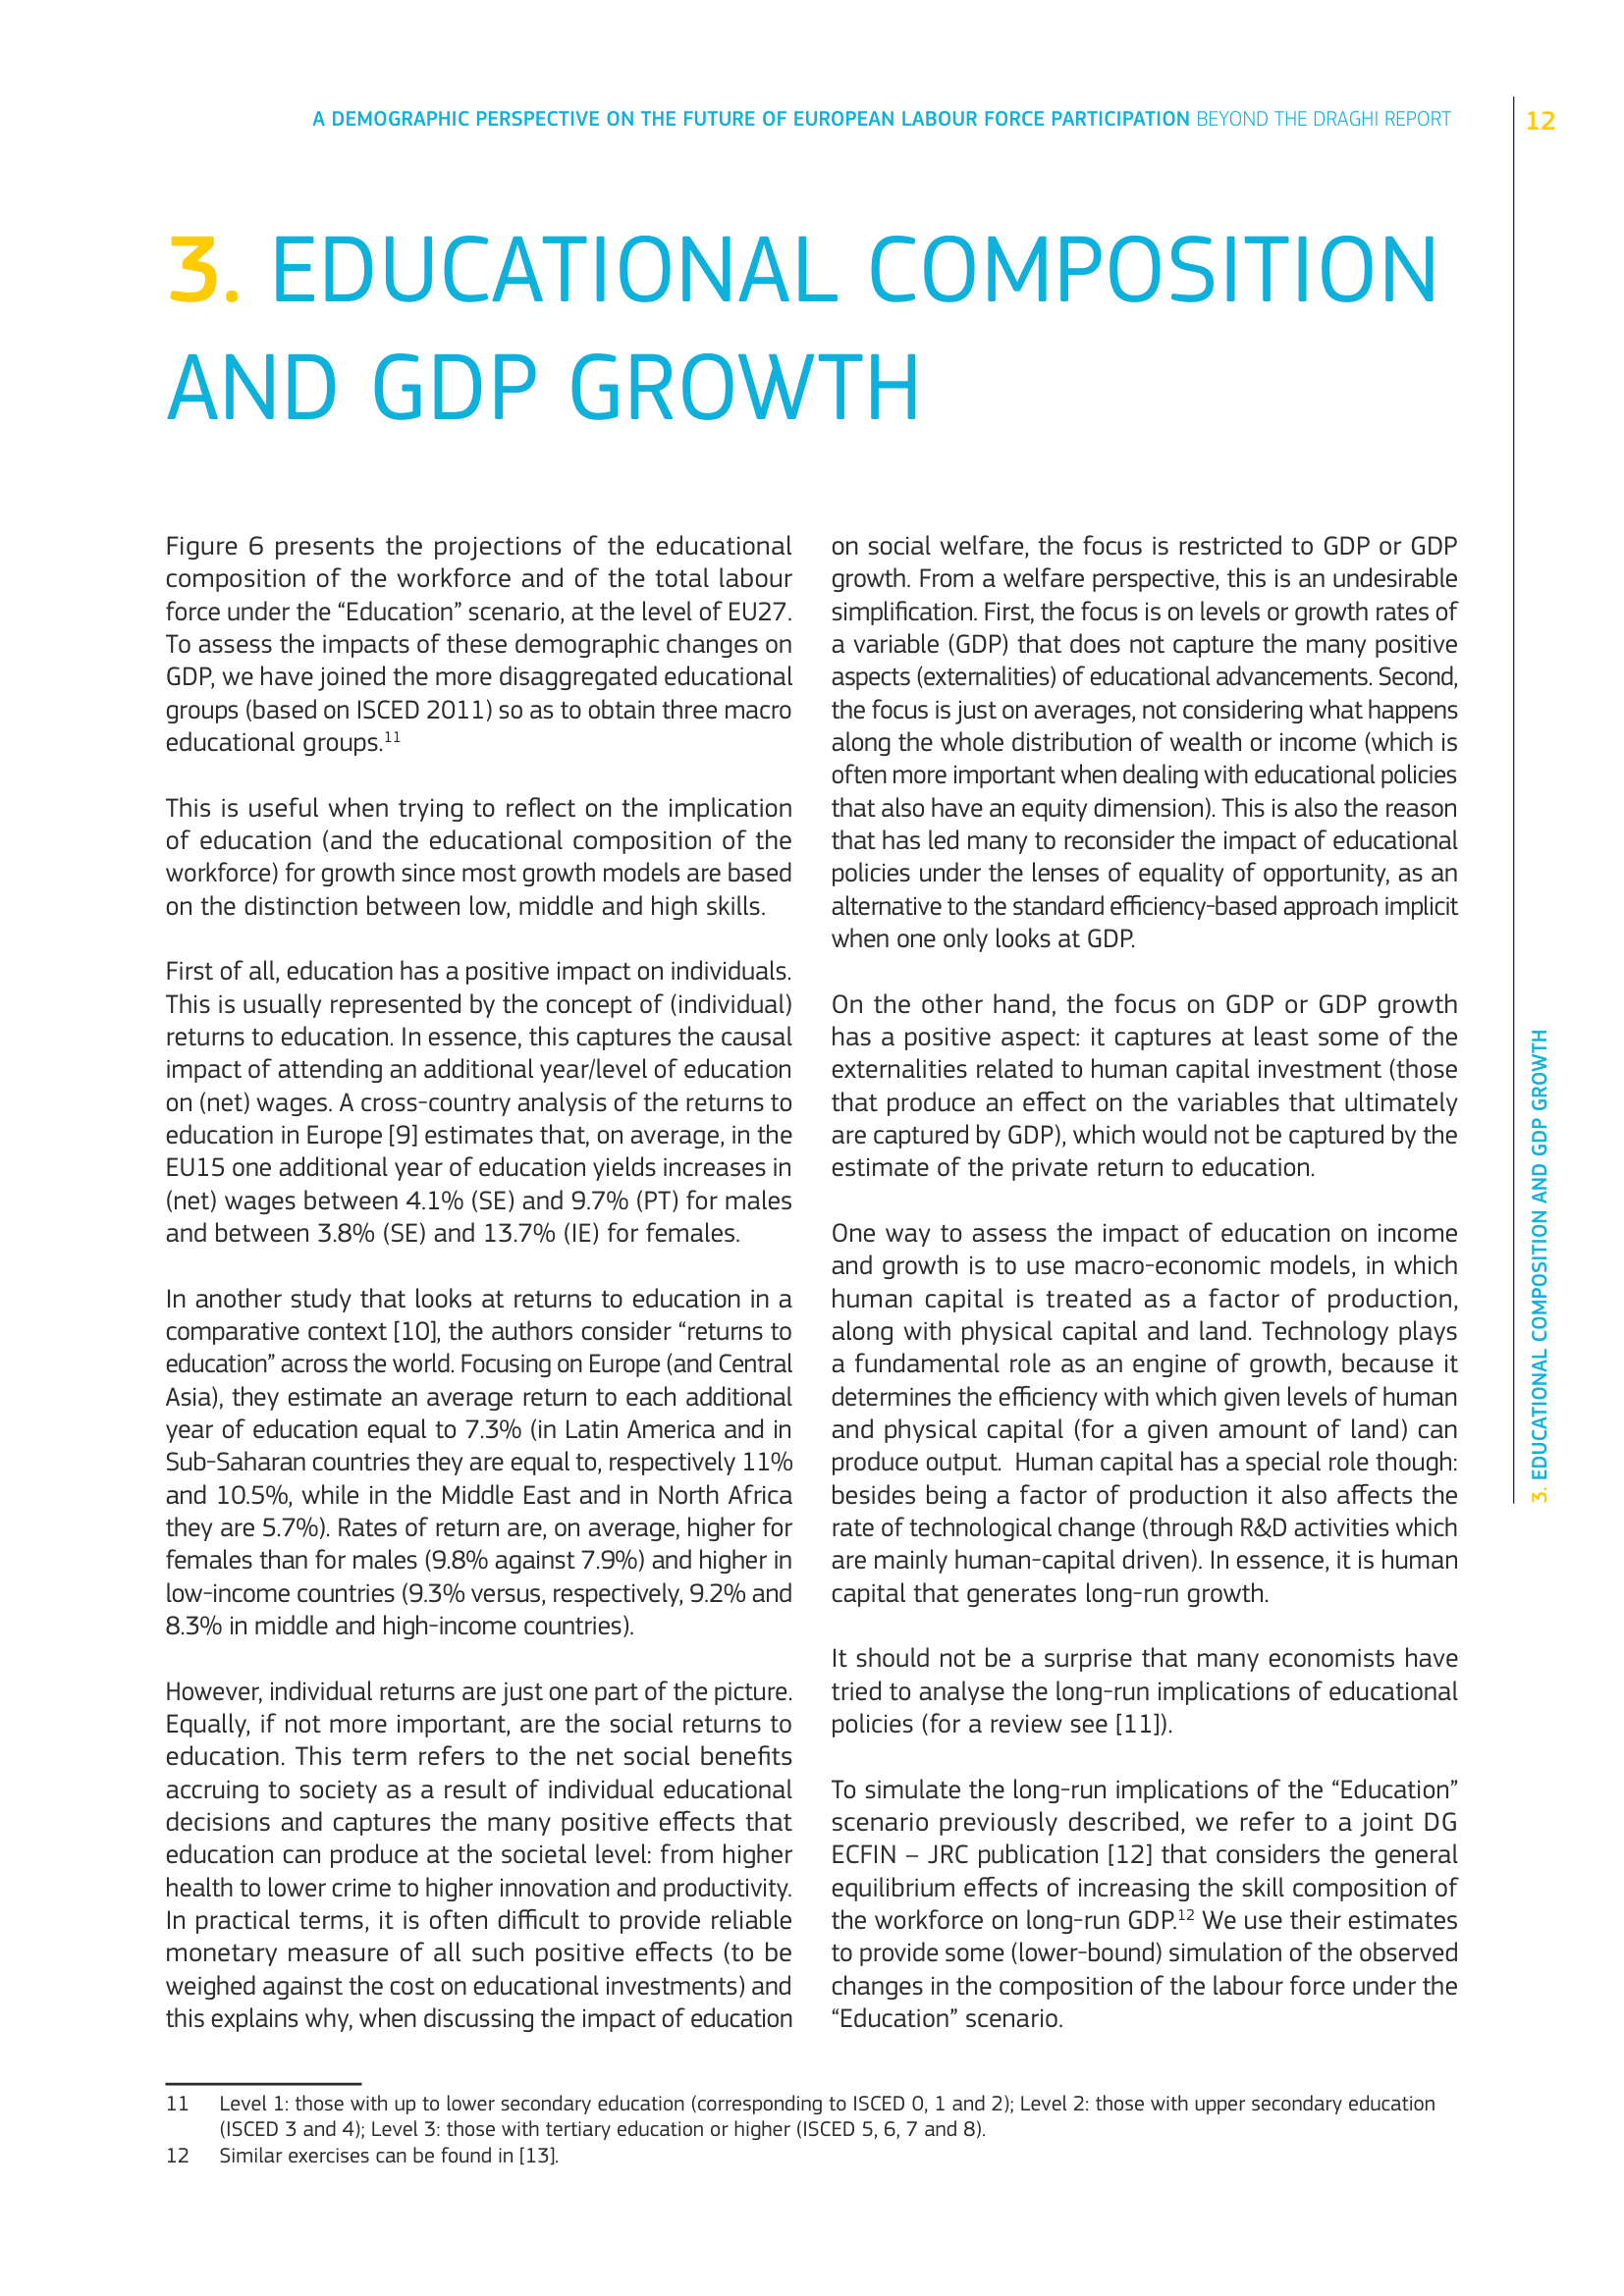 A DEMOGRAPHIC PERSPECTIVE ON THE FUTURE OF EUROPEAN LABOUR FORCE PARTICIPATION BEYOND THE DRAGHI REPORT
12
3. EDUCATIONAL COMPOSITION
AND GDP GROWTH
Figure 6 presents the projections of the educational
composition of the workforce and of the total labour
force under the “Education” scenario, at the level of EU27.
To assess the impacts of these demographic changes on
GDP, we have joined the more disaggregated educational
groups (based on ISCED 2011) so as to obtain three macro
educational groups.11
This is useful when trying to reflect on the implication
of education (and the educational composition of the
workforce) for growth since most growth models are based
on the distinction between low, middle and high skills.
First of all, education has a positive impact on individuals.
This is usually represented by the concept of (individual)
returns to education. In essence, this captures the causal
impact of attending an additional year/level of education
on (net) wages. A cross-country analysis of the returns to
education in Europe [9] estimates that, on average, in the
EU15 one additional year of education yields increases in
(net) wages between 4.1% (SE) and 9.7% (PT) for males
and between 3.8% (SE) and 13.7% (IE) for females.
In another study that looks at returns to education in a
comparative context [10], the authors consider “returns to
education” across the world. Focusing on Europe (and Central
Asia), they estimate an average return to each additional
year of education equal to 7.3% (in Latin America and in
Sub-Saharan countries they are equal to, respectively 11%
and 10.5%, while in the Middle East and in North Africa
they are 5.7%). Rates of return are, on average, higher for
females than for males (9.8% against 7.9%) and higher in
low-income countries (9.3% versus, respectively, 9.2% and
8.3% in middle and high-income countries).
However, individual returns are just one part of the picture.
Equally, if not more important, are the social returns to
education. This term refers to the net social benefits
accruing to society as a result of individual educational
decisions and captures the many positive effects that
education can produce at the societal level: from higher
health to lower crime to higher innovation and productivity.
In practical terms, it is often difficult to provide reliable
monetary measure of all such positive effects (to be
weighed against the cost on educational investments) and
this explains why, when discussing the impact of education
on social welfare, the focus is restricted to GDP or GDP
growth. From a welfare perspective, this is an undesirable
simplification. First, the focus is on levels or growth rates of
a variable (GDP) that does not capture the many positive
aspects (externalities) of educational advancements. Second,
the focus is just on averages, not considering what happens
along the whole distribution of wealth or income (which is
often more important when dealing with educational policies
that also have an equity dimension). This is also the reason
that has led many to reconsider the impact of educational
policies under the lenses of equality of opportunity, as an
alternative to the standard efficiency-based approach implicit
when one only looks at GDP.
On the other hand, the focus on GDP or GDP growth
has a positive aspect: it captures at least some of the
externalities related to human capital investment (those
that produce an effect on the variables that ultimately
are captured by GDP), which would not be captured by the
estimate of the private return to education.
One way to assess the impact of education on income
and growth is to use macro-economic models, in which
human capital is treated as a factor of production,
along with physical capital and land. Technology plays
a fundamental role as an engine of growth, because it
determines the efficiency with which given levels of human
and physical capital (for a given amount of land) can
produce output. Human capital has a special role though:
besides being a factor of production it also affects the
rate of technological change (through R&D activities which
are mainly human-capital driven). In essence, it is human
capital that generates long-run growth.
It should not be a surprise that many economists have
tried to analyse the long-run implications of educational
policies (for a review see [11]).
To simulate the long-run implications of the “Education”
scenario previously described, we refer to a joint DG
ECFIN – JRC publication [12] that considers the general
equilibrium effects of increasing the skill composition of
the workforce on long-run GDP.12 We use their estimates
to provide some (lower-bound) simulation of the observed
changes in the composition of the labour force under the
“Education” scenario.
3. EDUCATIONAL COMPOSITION AND GDP GROWTH
11 Level 1: those with up to lower secondary education (corresponding to ISCED 0, 1 and 2); Level 2: those with upper secondary education
(ISCED 3 and 4); Level 3: those with tertiary education or higher (ISCED 5, 6, 7 and 8).
12 Similar exercises can be found in [13].